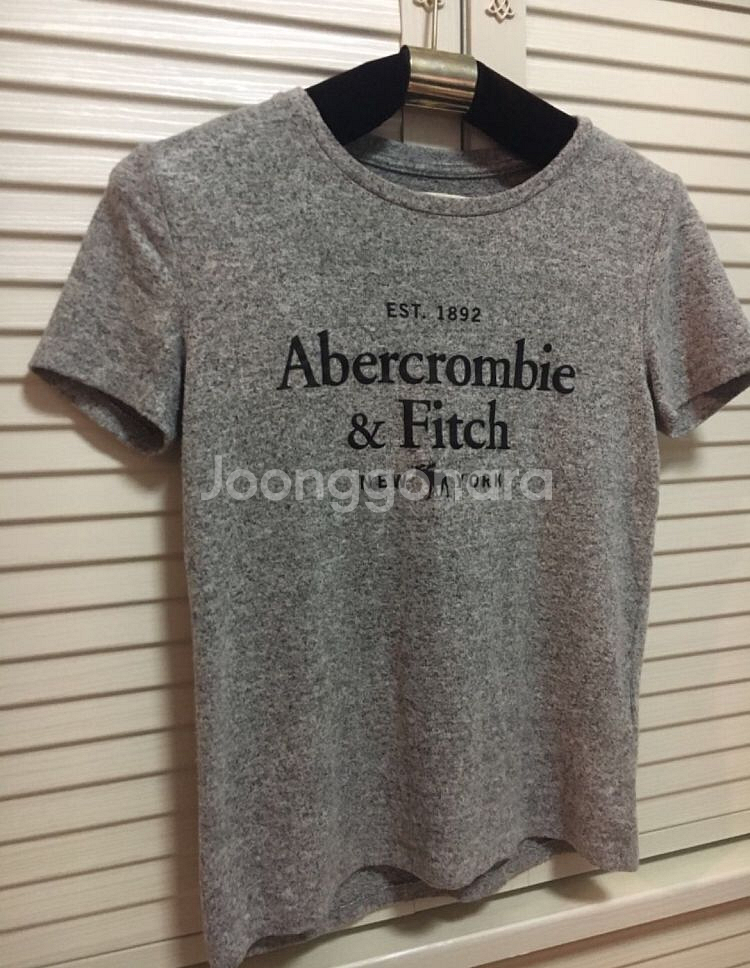 EST. 1892
Abercrombie
& Fitch
NEW YORK
Joonggonara